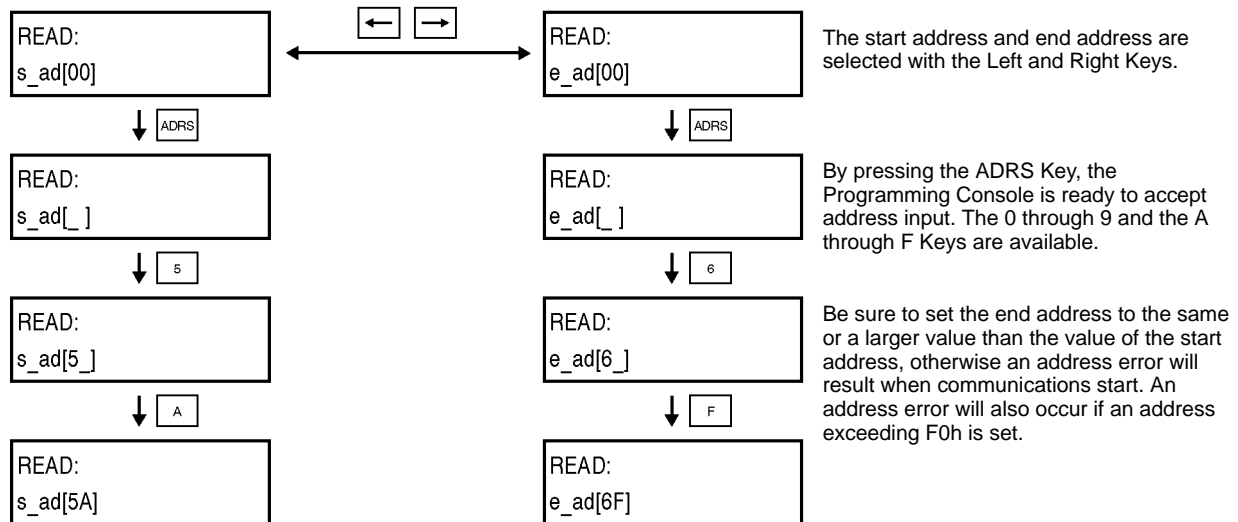 READ:
s_ad[00]
← →
READ:
e_ad[00]
The start address and end address are
selected with the Left and Right Keys.
ADRS
ADRS
READ:
s_ad[_ ]
READ:
e_ad[_ ]
By pressing the ADRS Key, the
Programming Console is ready to accept
address input. The 0 through 9 and the A
through F Keys are available.
5
6
READ:
s_ad[5_]
READ:
e_ad[6_]
Be sure to set the end address to the same
or a larger value than the value of the start
address, otherwise an address error will
result when communications start. An
address error will also occur if an address
exceeding F0h is set.
A
F
READ:
s_ad[5A]
READ:
e_ad[6F]